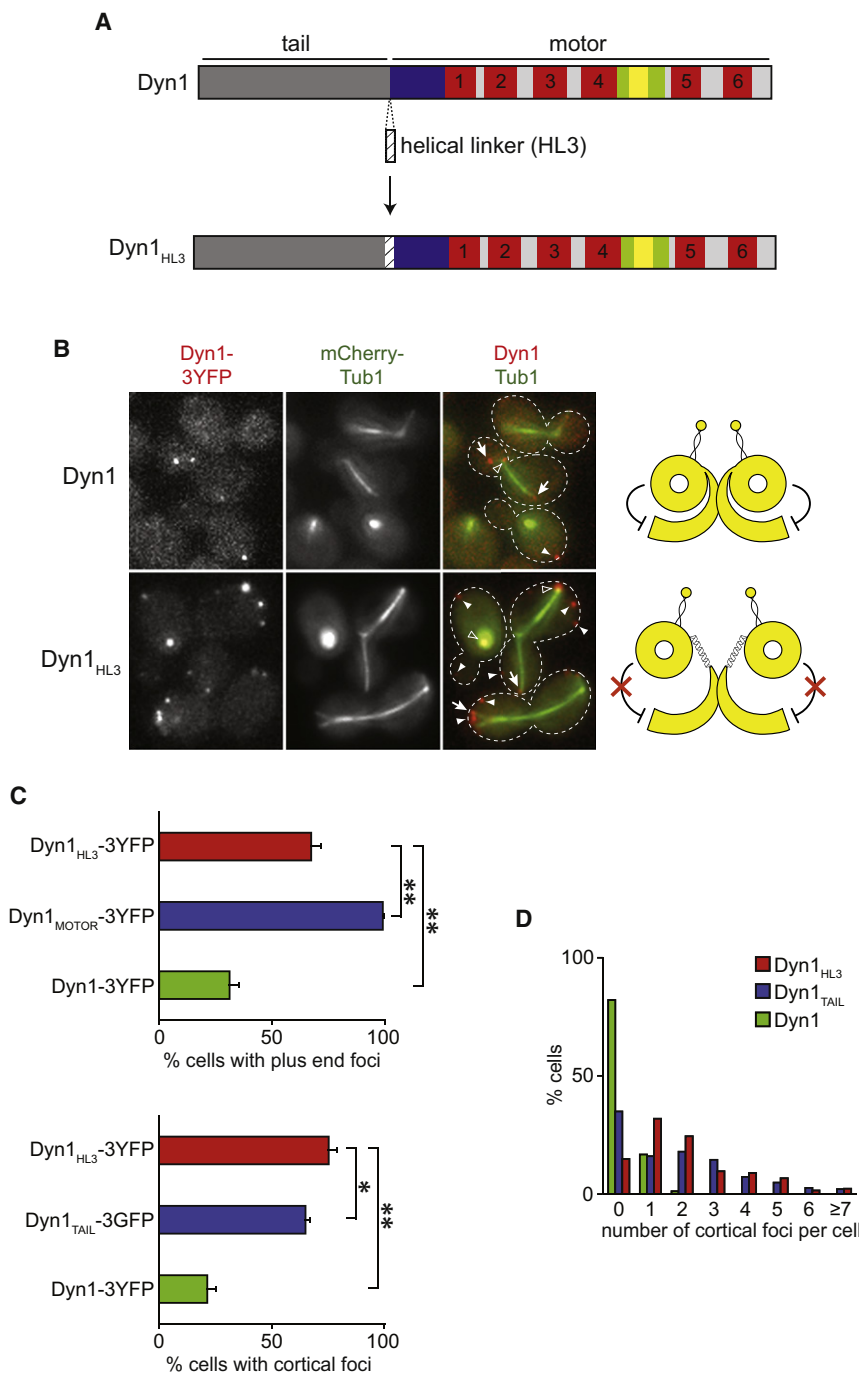 A
tail motor
Dyn1 1 2 3 4 5 6
helical linker (HL3)
Dyn1HL3 1 2 3 4 5 6
B
Dyn1-
3YFP
mCherry-
Tub1
Dyn1
Tub1
Dyn1
Dyn1HL3
C
Dyn1HL3-3YFP
Dyn1MOTOR-3YFP
Dyn1-3YFP
** **
0 50 100
% cells with plus end foci
Dyn1HL3-3YFP
Dyn1TAIL-3GFP
Dyn1-3YFP
* **
0 50 100
% cells with cortical foci
D
100
50
0
% cells
Dyn1HL3
Dyn1TAIL
Dyn1
0 1 2 3 4 5 6 ≥7
number of cortical foci per cell